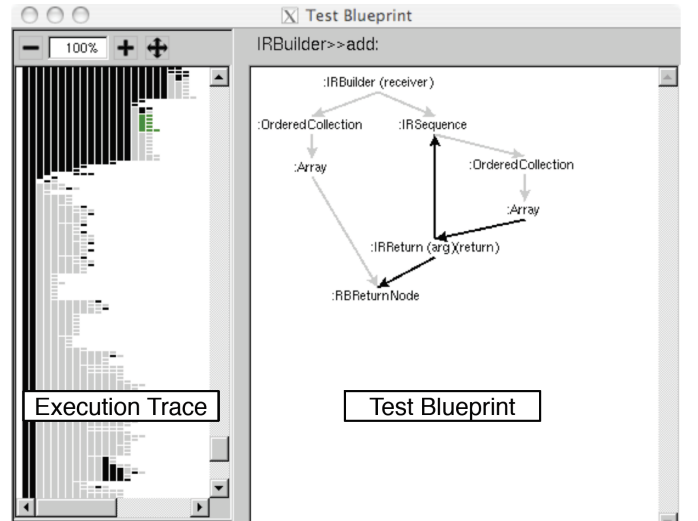 Test Blueprint
100%
IRBuilder>>add:
:IRBuilder (receiver)
:OrderedCollection :IRSequence
:Array
:OrderedCollection
:Array
:IRReturn (arg)(return)
:RBReturnNode
Execution Trace
Test Blueprint